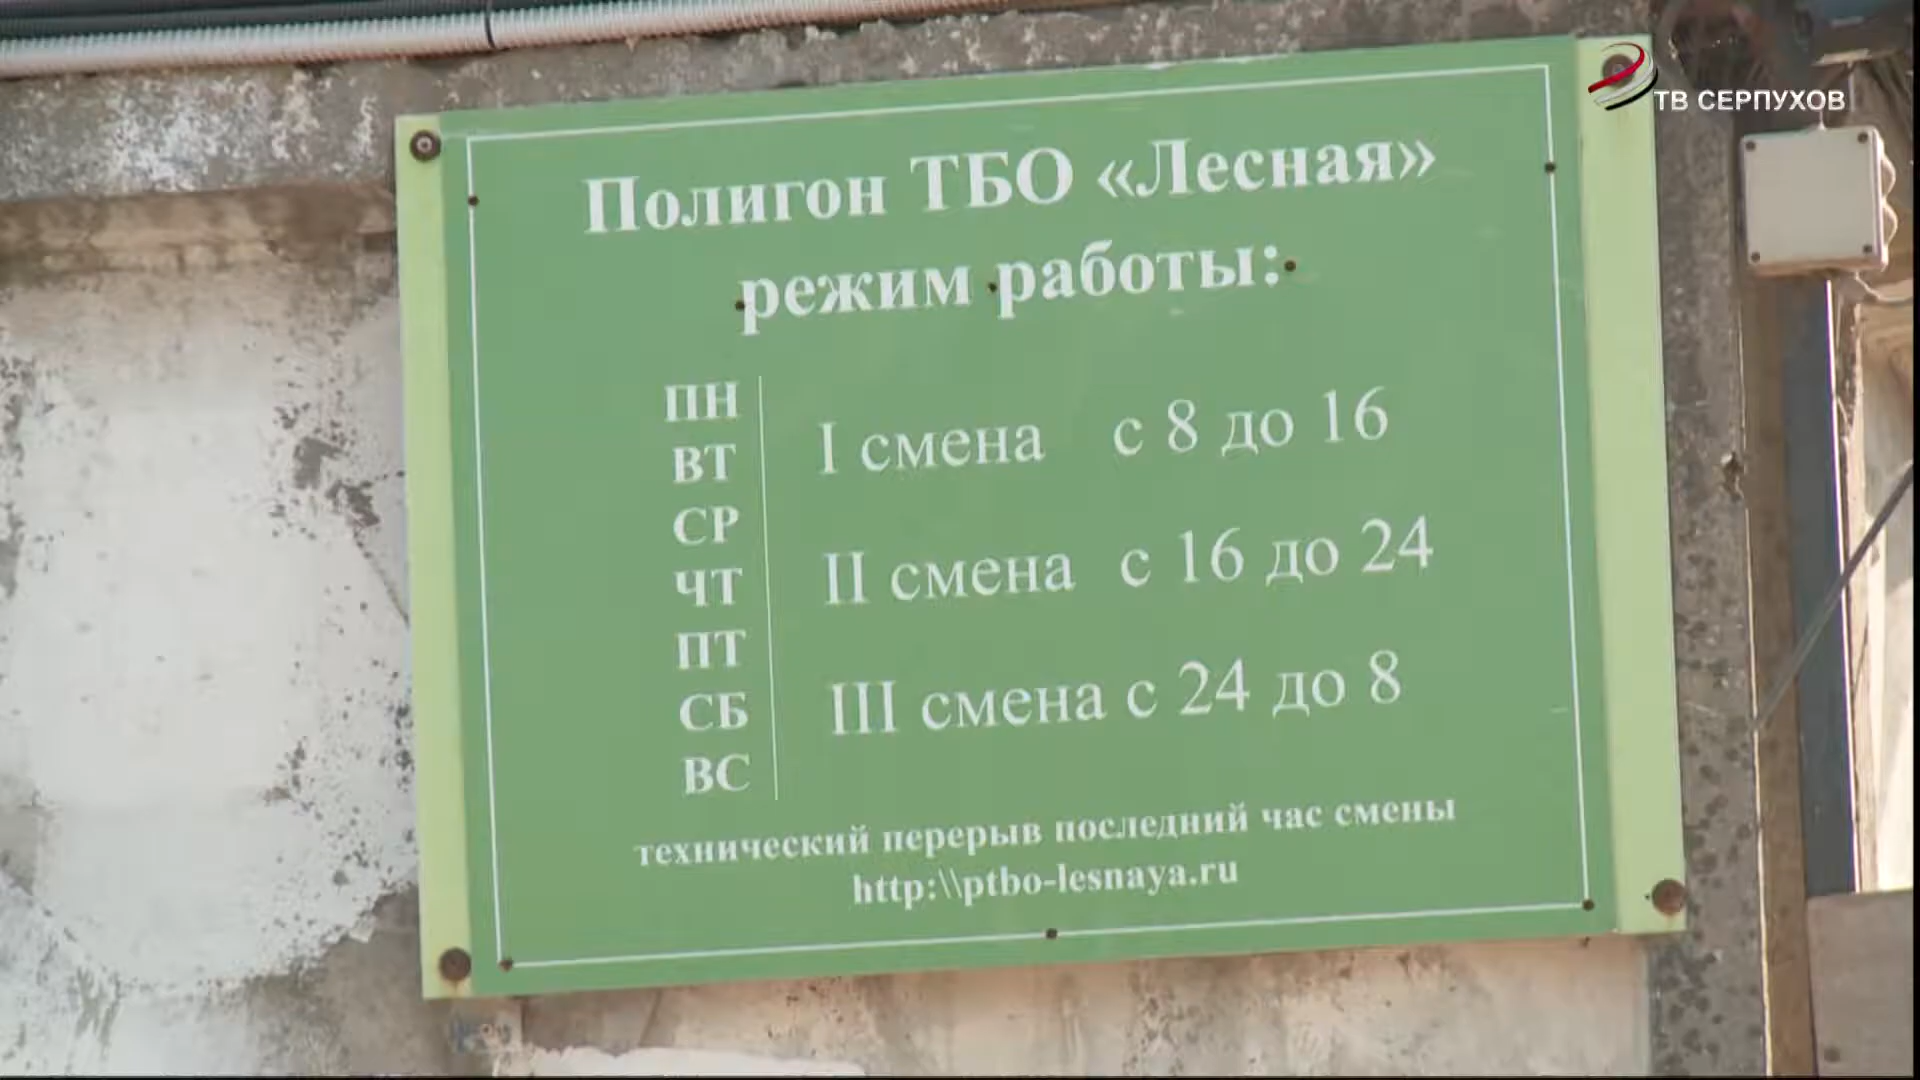 ТВ СЕРПУХОВ
Полигон ТБО «Лесная»
режим работы:
ПН
ВТ
СР
ЧТ
ПТ
СБ
ВС
I смена с 8 до 16
II смена с 16 до 24
III смена с 24 до 8
технический перерыв последний час смены
http:\\ptbo-lesnaya.ru